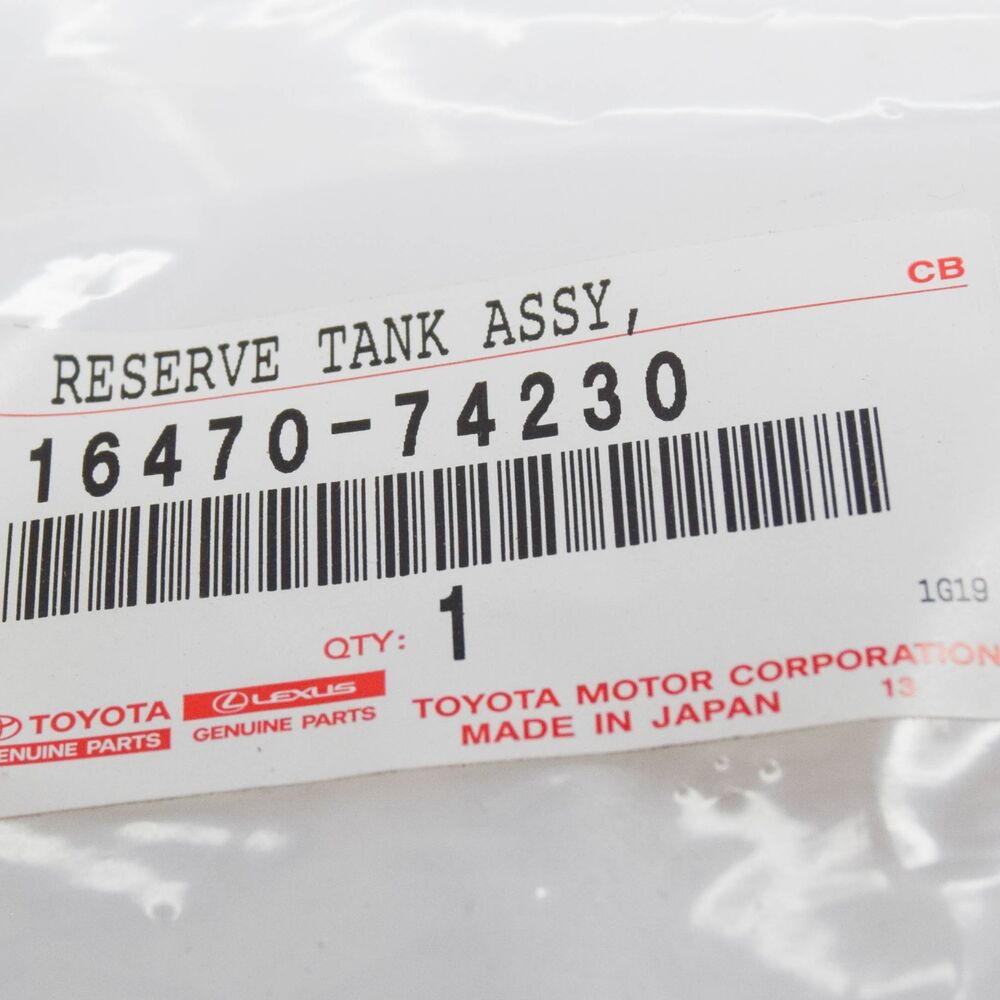 CB
RESERVE TANK ASSY,
16470-74230
1G19
QTY: 1
TOYOTA
GENUINE PARTS
LEXUS
GENUINE PARTS
TOYOTA MOTOR CORPORATION
MADE IN JAPAN 13